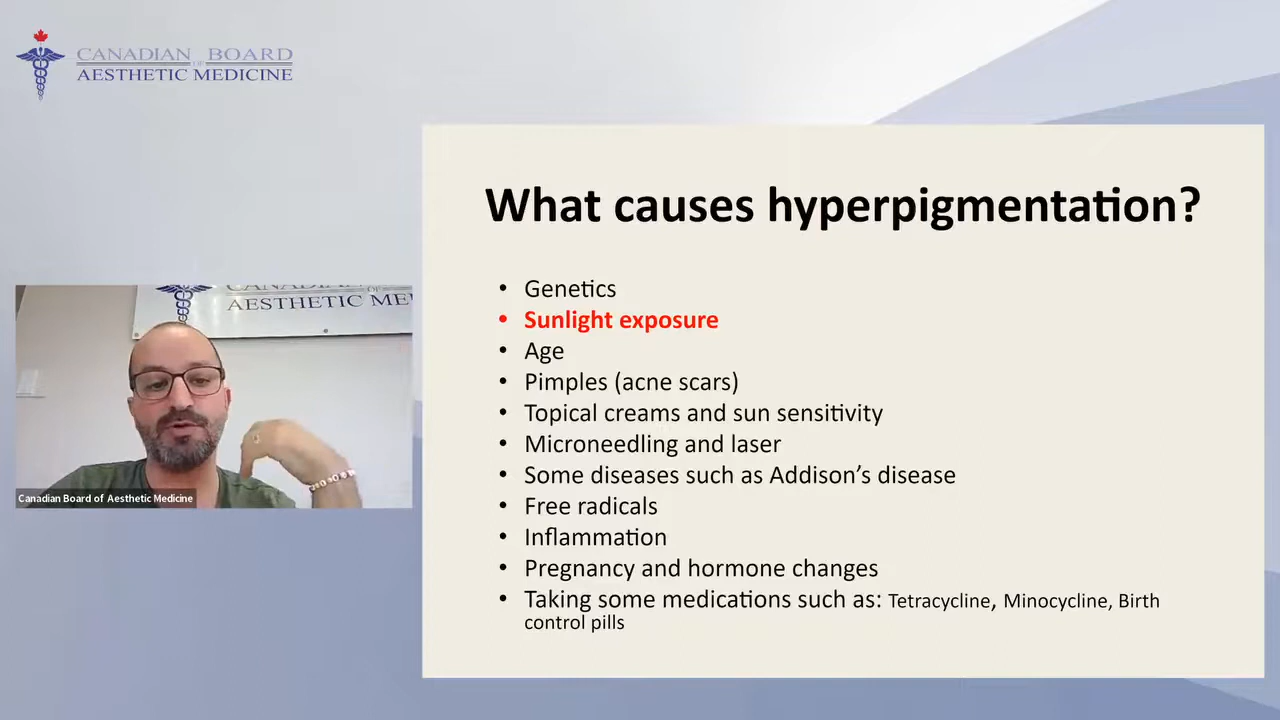 CANADIAN BOARD
OF
AESTHETIC MEDICINE
What causes hyperpigmentation?
• Genetics
• Sunlight exposure
• Age
• Pimples (acne scars)
• Topical creams and sun sensitivity
• Microneedling and laser
• Some diseases such as Addison’s disease
• Free radicals
• Inflammation
• Pregnancy and hormone changes
• Taking some medications such as: Tetracycline, Minocycline, Birth
control pills
AESTHETIC ME
Canadian Board of Aesthetic Medicine